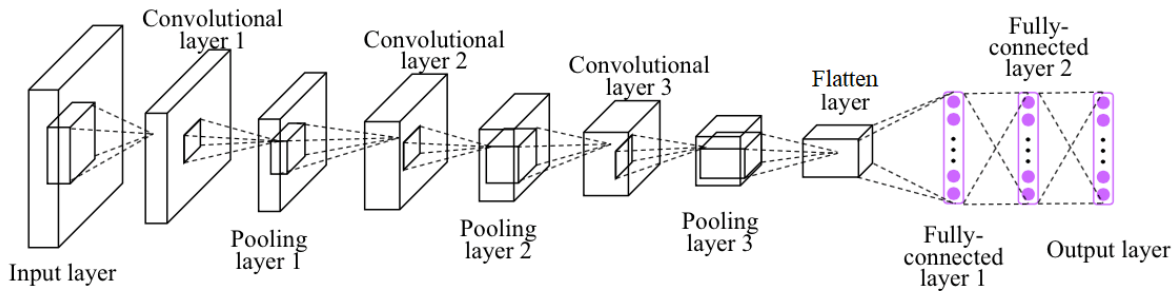 Convolutional
layer 1
Convolutional
layer 2
Convolutional
layer 3
Flatten
layer
Fully-
connected
layer 2
Input layer
Pooling
layer 1
Pooling
layer 2
Pooling
layer 3
Fully-
connected
layer 1
Output layer